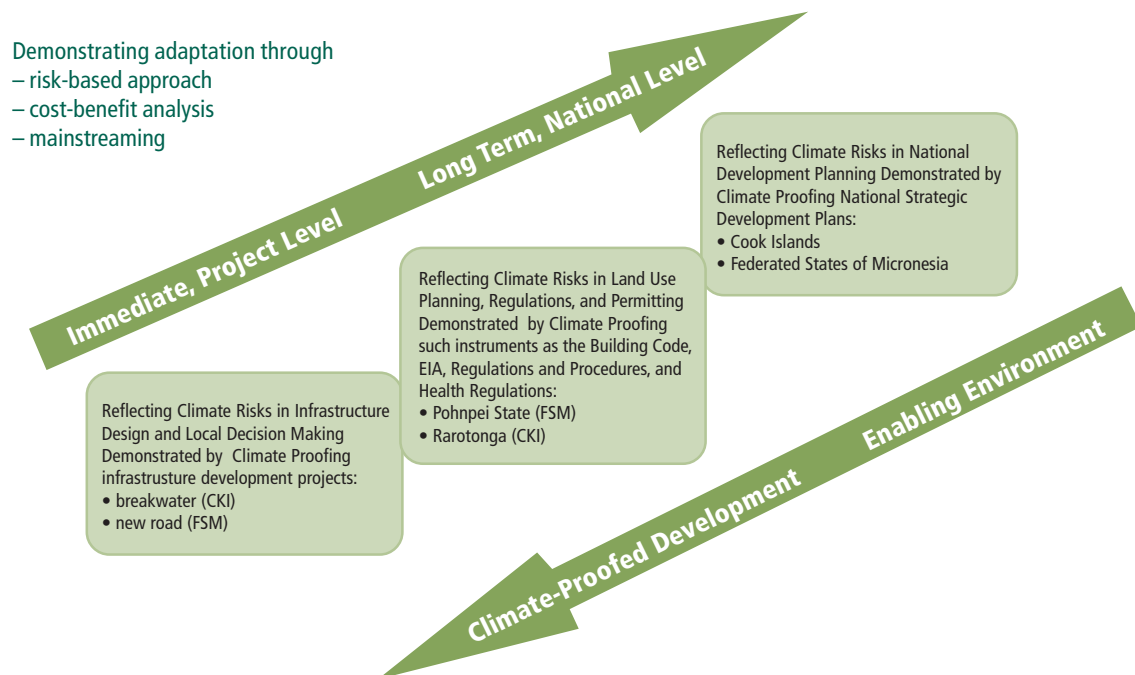 Demonstrating adaptation through
– risk-based approach
– cost-benefit analysis
– mainstreaming
Immediate, Project Level
Long Term, National Level
Reflecting Climate Risks in National
Development Planning Demonstrated by
Climate Proofing National Strategic
Development Plans:
• Cook Islands
• Federated States of Micronesia
Reflecting Climate Risks in Land Use
Planning, Regulations, and Permitting
Demonstrated by Climate Proofing
such instruments as the Building Code,
EIA, Regulations and Procedures, and
Health Regulations:
• Pohnpei State (FSM)
• Rarotonga (CKI)
Reflecting Climate Risks in Infrastructure
Design and Local Decision Making
Demonstrated by Climate Proofing
infrastrusture development projects:
• breakwater (CKI)
• new road (FSM)
Climate-Proofed Development
Enabling Environment